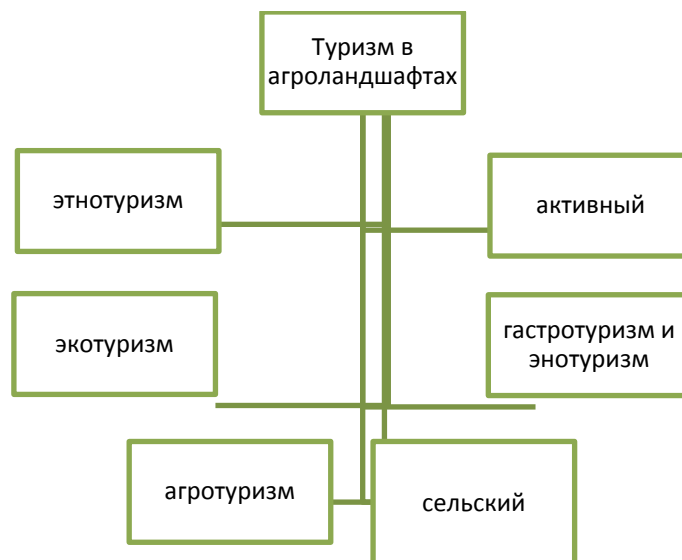 Туризм в
агроландшафтах
этнотуризм
активный
экотуризм
гастротуризм и
энотуризм
агротуризм
сельский